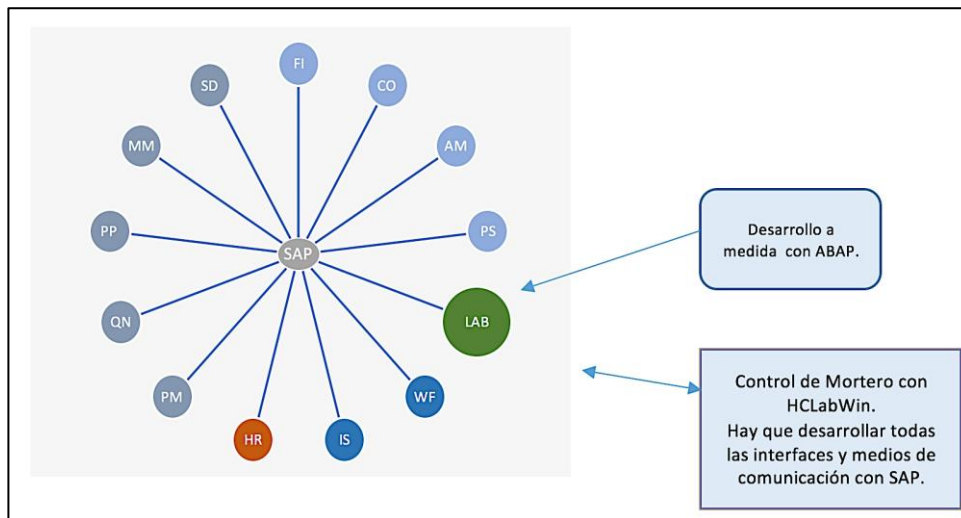 FI
SD
CO
MM
AM
PP
PS
SAP
QN
LAB
PM
WF
HR
IS
Desarrollo a
medida con ABAP.
Control de Mortero con
HCLabWin.
Hay que desarrollar todas
las interfaces y medios de
comunicación con SAP.